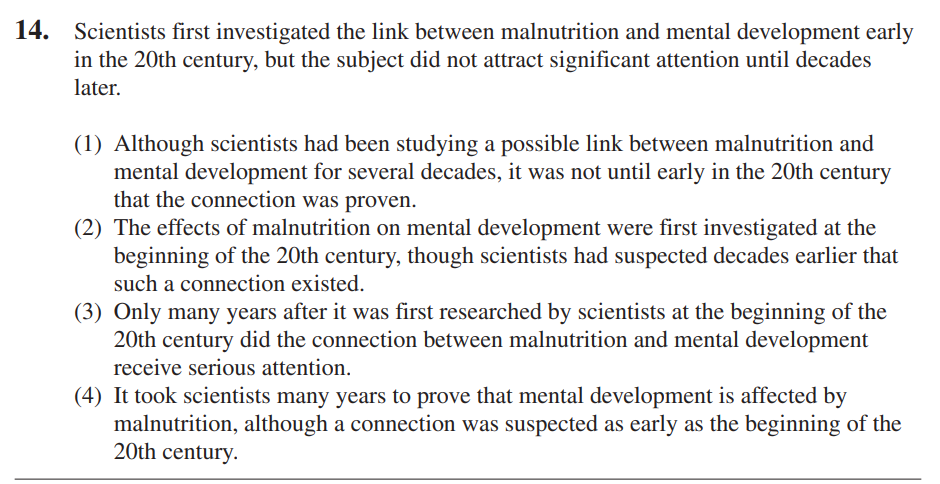 14. Scientists first investigated the link between malnutrition and mental development early
in the 20th century, but the subject did not attract significant attention until decades
later.
(1) Although scientists had been studying a possible link between malnutrition and
mental development for several decades, it was not until early in the 20th century
that the connection was proven.
(2) The effects of malnutrition on mental development were first investigated at the
beginning of the 20th century, though scientists had suspected decades earlier that
such a connection existed.
(3) Only many years after it was first researched by scientists at the beginning of the
20th century did the connection between malnutrition and mental development
receive serious attention.
(4) It took scientists many years to prove that mental development is affected by
malnutrition, although a connection was suspected as early as the beginning of the
20th century.